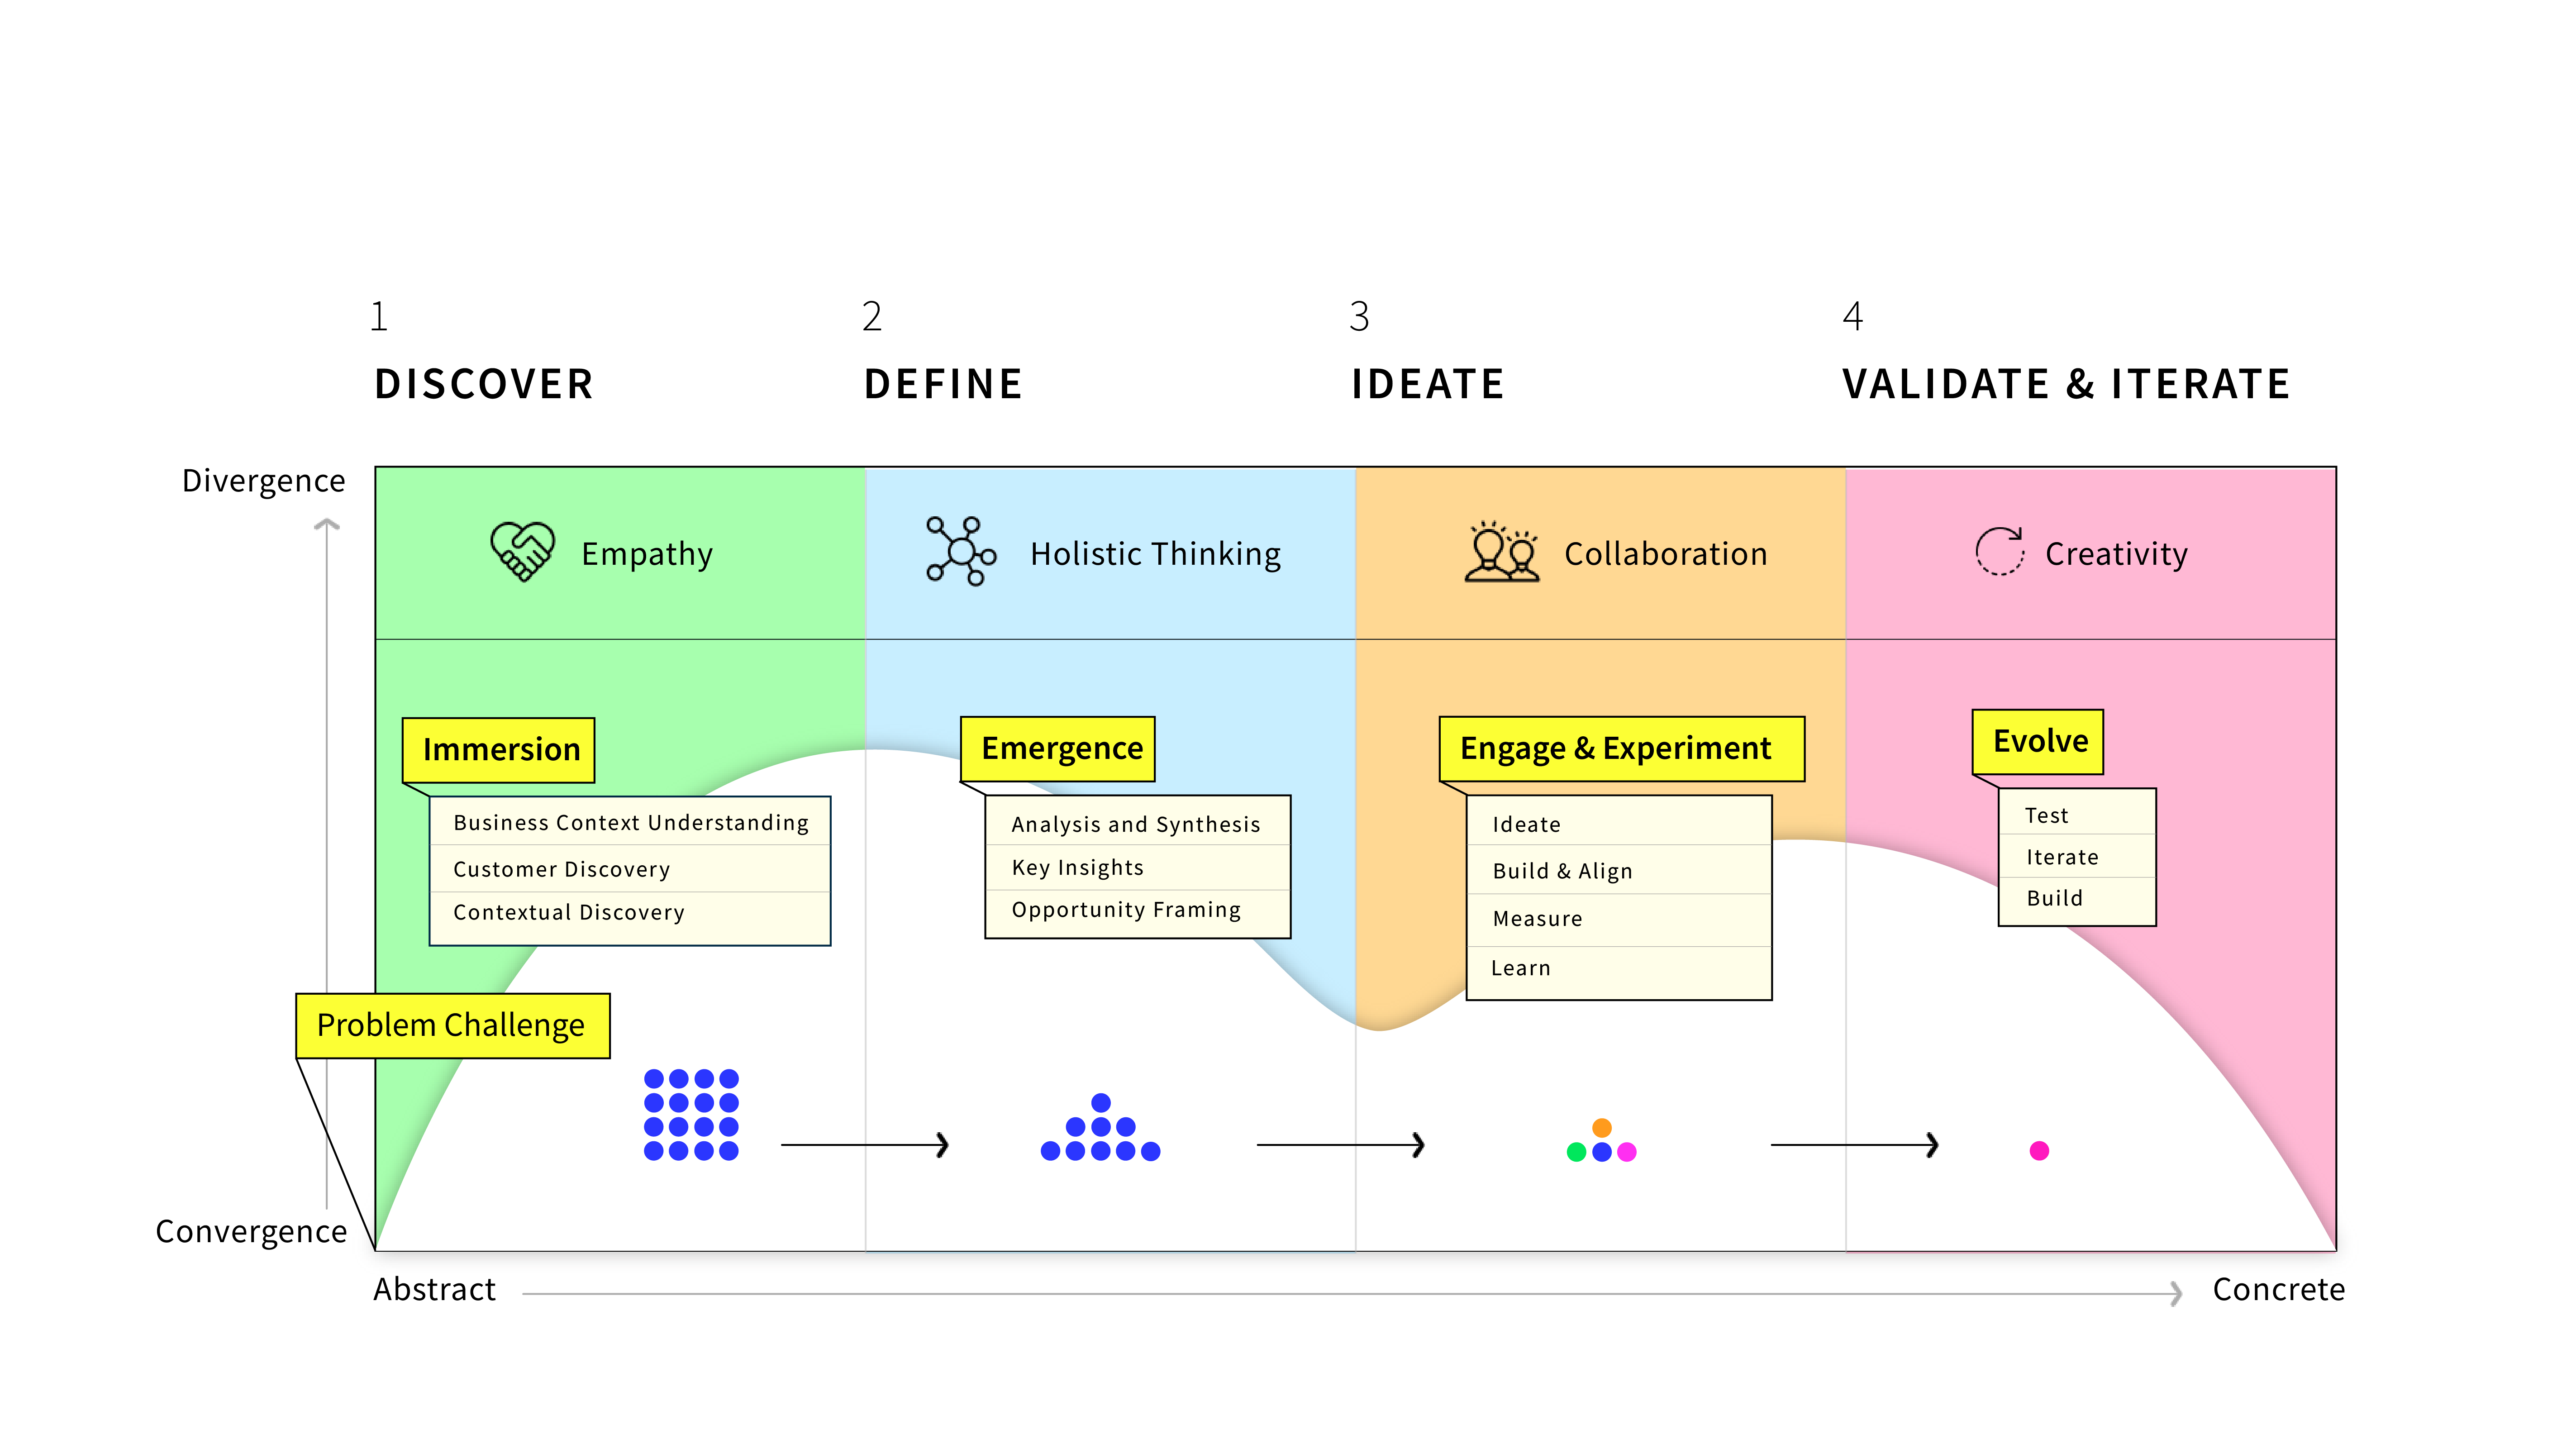 1
DISCOVER
2
DEFINE
3
IDEATE
4
VALIDATE & ITERATE
Divergence
Empathy
Holistic Thinking
Collaboration
Creativity
Immersion
Business Context Understanding
Customer Discovery
Contextual Discovery
Emergence
Analysis and Synthesis
Key Insights
Opportunity Framing
Engage & Experiment
Ideate
Build & Align
Measure
Learn
Evolve
Test
Iterate
Build
Problem Challenge
Convergence
Abstract
Concrete